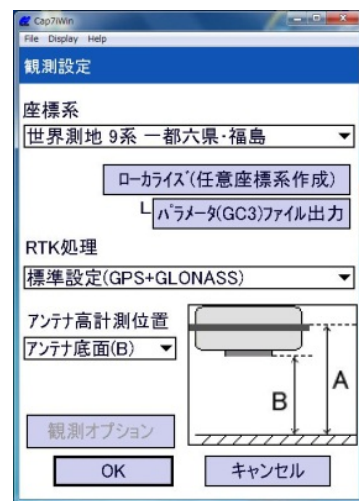 Cap7iWin
File Display Help
観測設定
座標系
世界測地 9系 一都六県･福島
ﾛｰｶﾗｲｽﾞ(任意座標系作成)
ﾊﾟﾗﾒｰﾀ(GC3)ﾌｧｲﾙ出力
RTK処理
標準設定(GPS+GLONASS)
ｱﾝﾃﾅ高計測位置
ｱﾝﾃﾅ底面(B)
A
B
観測ｵﾌﾟｼｮﾝ
OK ｷｬﾝｾﾙ